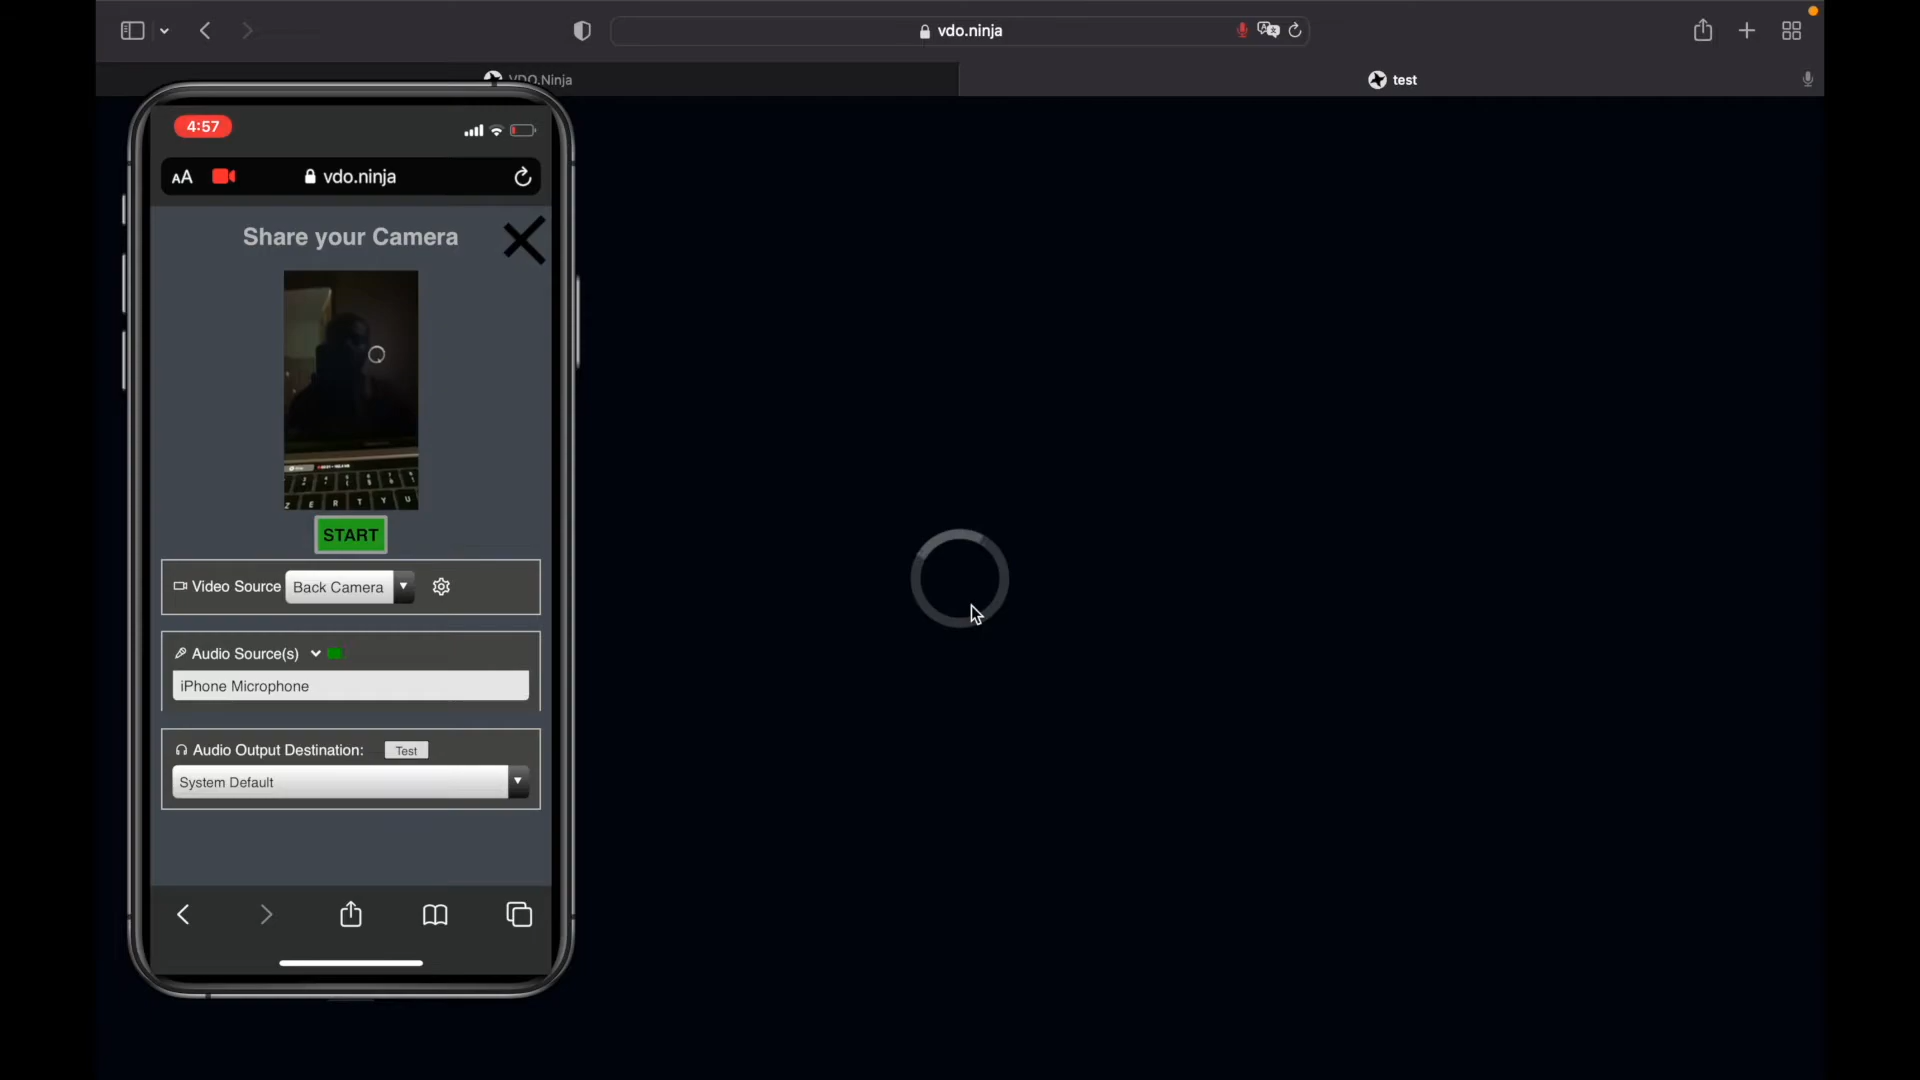 vdo.ninja
VDO.Ninja
test
4:57
AA
vdo.ninja
Share your Camera
Z E R T Y U
START
Video Source
Back Camera
Audio Source(s)
iPhone Microphone
Audio Output Destination:
Test
System Default